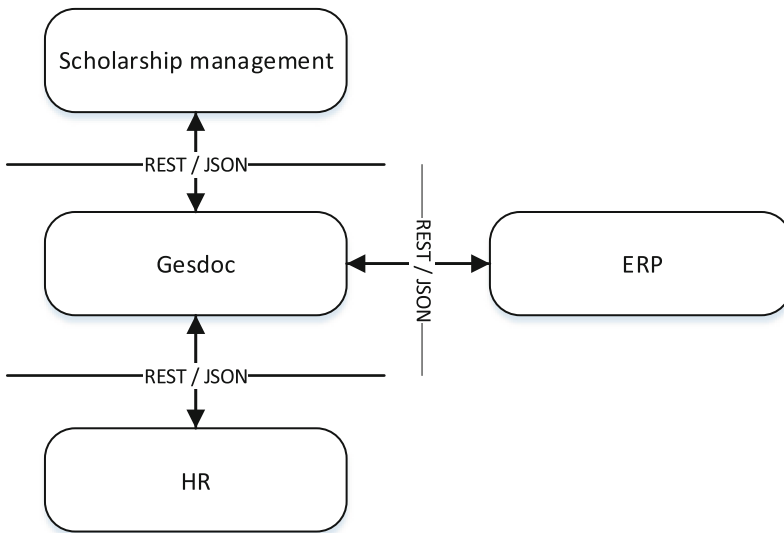 Scholarship management
REST / JSON
Gesdoc
REST / JSON
ERP
REST / JSON
HR